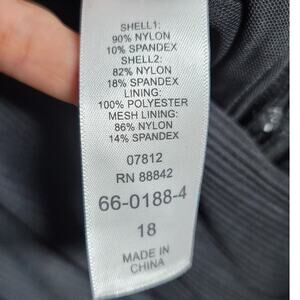 SHELL1:
90% NYLON
10% SPANDEX
SHELL2:
82% NYLON
18% SPANDEX
LINING:
100% POLYESTER
MESH LINING:
86% NYLON
14% SPANDEX
07812
RN 88842
66-0188-4
18
MADE IN
CHINA